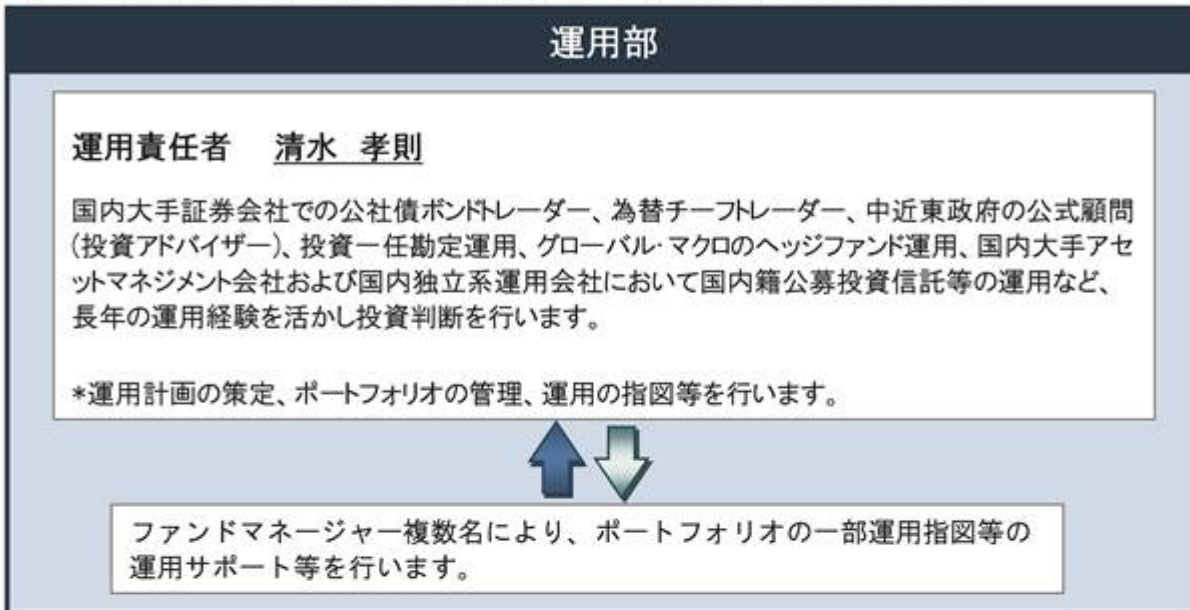 運用部
運用責任者　清水　孝則
国内大手証券会社での公社債ボンドトレーダー、為替チーフトレーダー、中近東政府の公式顧問
(投資アドバイザー)、投資一任勘定運用、グローバル・マクロのヘッジファンド運用、国内大手アセ
ットマネジメント会社および国内独立系運用会社において国内籍公募投資信託等の運用など、
長年の運用経験を活かし投資判断を行います。
*運用計画の策定、ポートフォリオの管理、運用の指図等を行います。
ファンドマネージャー複数名により、ポートフォリオの一部運用指図等の
運用サポート等を行います。